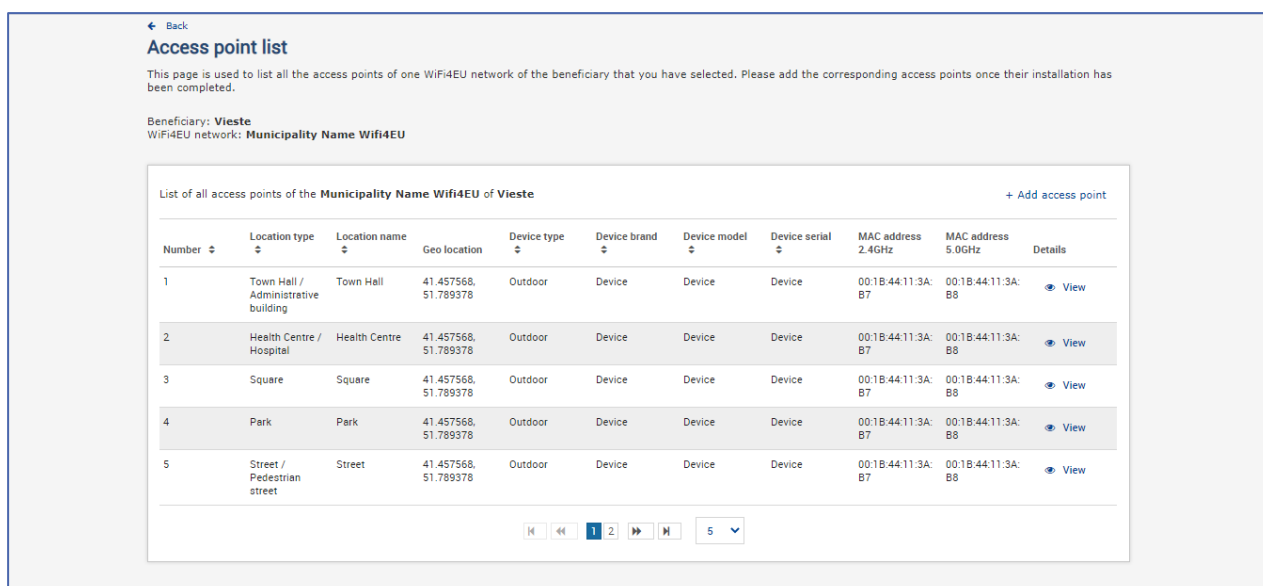 Back
Access point list
This page is used to list all the access points of one WiFi4EU network of the beneficiary that you have selected. Please add the corresponding access points once their installation has
been completed.
Beneficiary: Vieste
WiFi4EU network: Municipality Name Wifi4EU
List of all access points of the Municipality Name Wifi4EU of Vieste
+ Add access point
Number Location type Location name Geo location Device type Device brand Device model Device serial MAC address 2.4GHz MAC address 5.0GHz Details
1 Town Hall / Administrative building Town Hall 41.457568, 51.789378 Outdoor Device Device Device 00:1B:44:11:3A:B7 00:1B:44:11:3A:B8 View
2 Health Centre / Hospital Health Centre 41.457568, 51.789378 Outdoor Device Device Device 00:1B:44:11:3A:B7 00:1B:44:11:3A:B8 View
3 Square Square 41.457568, 51.789378 Outdoor Device Device Device 00:1B:44:11:3A:B7 00:1B:44:11:3A:B8 View
4 Park Park 41.457568, 51.789378 Outdoor Device Device Device 00:1B:44:11:3A:B7 00:1B:44:11:3A:B8 View
5 Street / Pedestrian street Street 41.457568, 51.789378 Outdoor Device Device Device 00:1B:44:11:3A:B7 00:1B:44:11:3A:B8 View
1 2 5